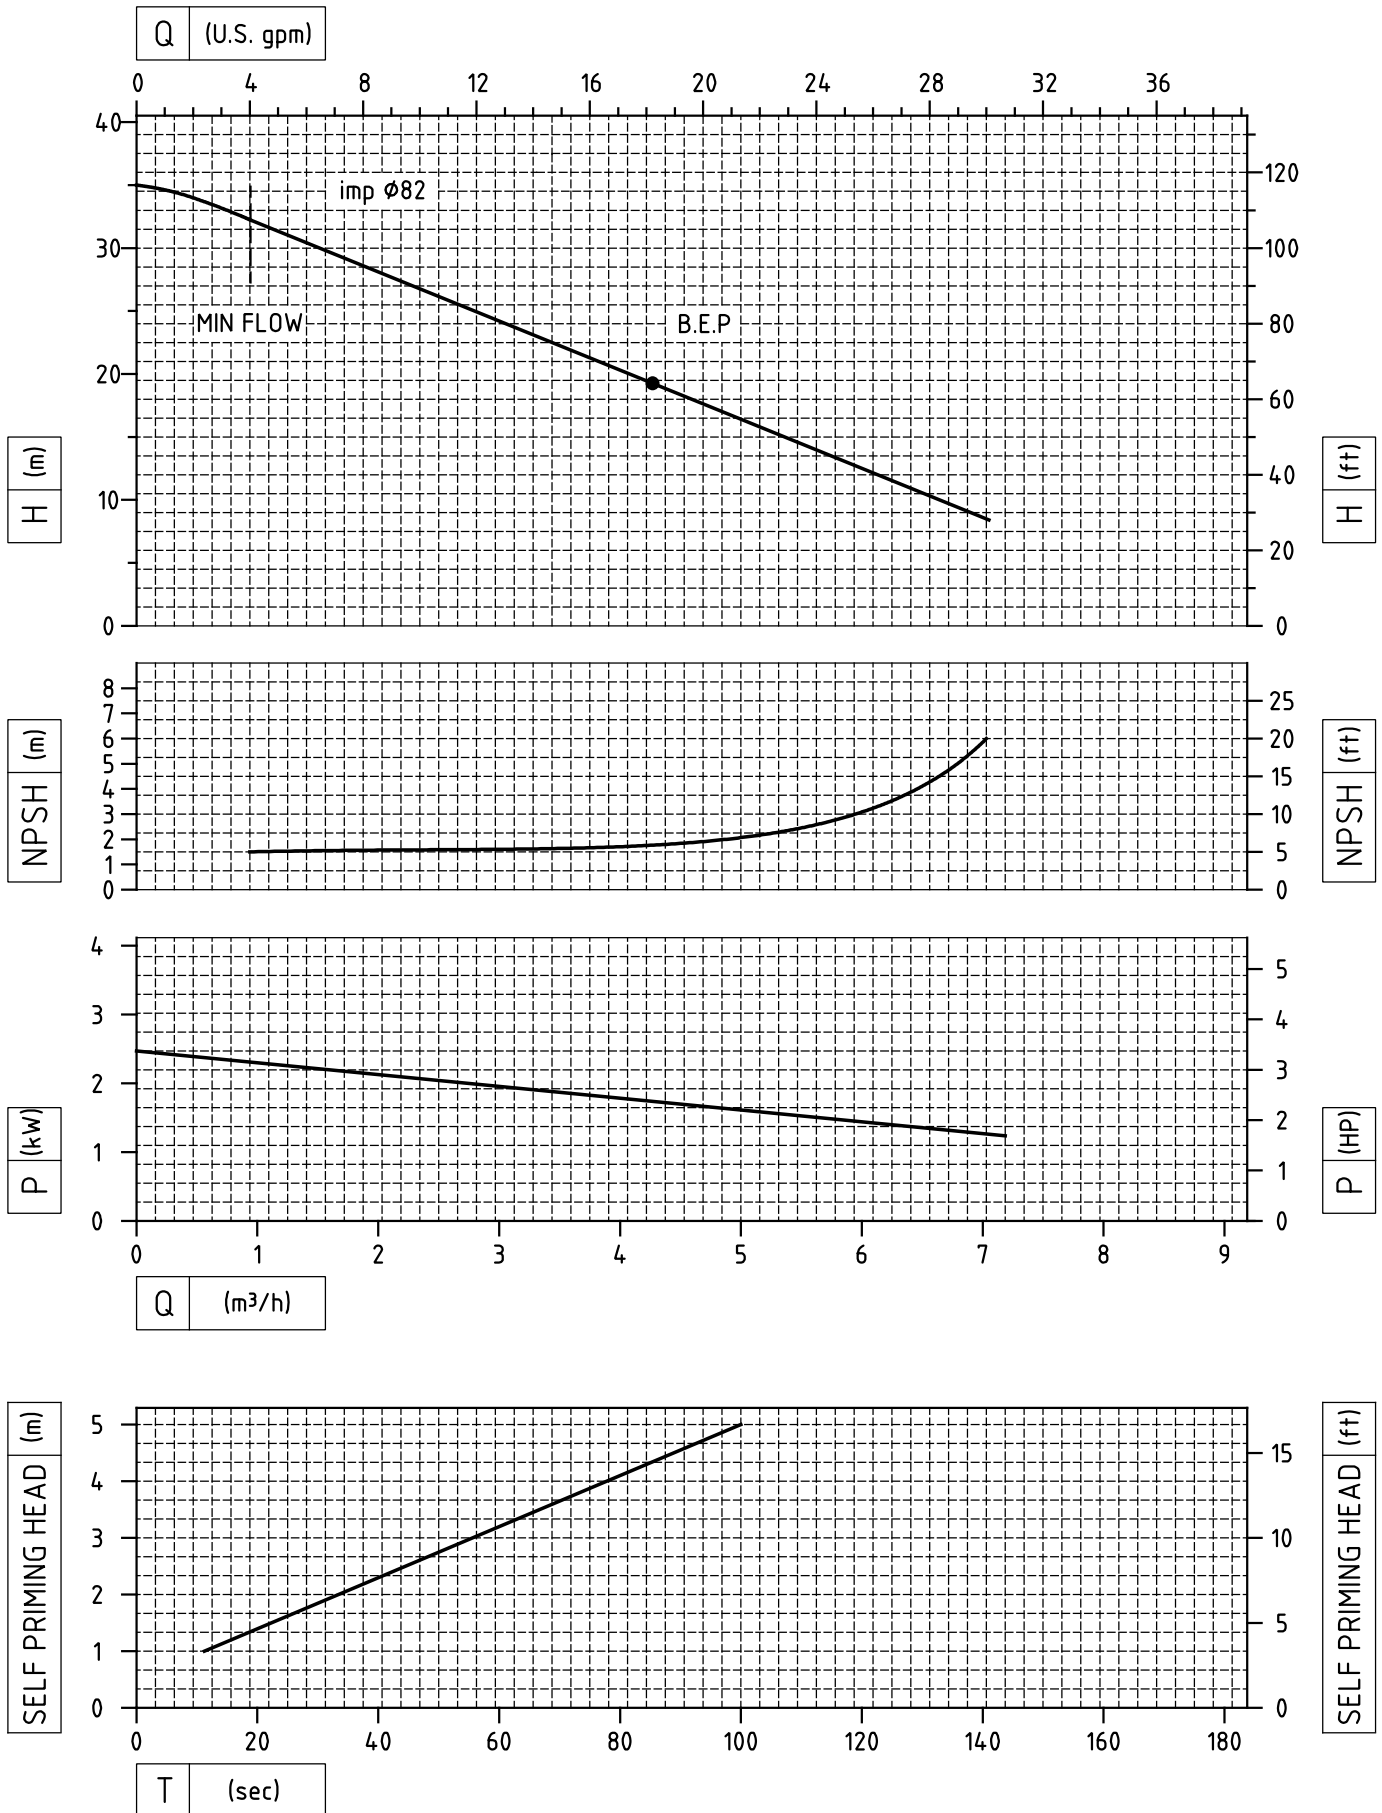 Q (U.S. gpm)
0 4 8 12 16 20 24 28 32 36
40
imp Ø82
120
30
100
MIN FLOW
B.E.P
80
20
60
H (m)
H (ft)
40
10
20
0
0
8
7
6
5
4
3
2
1
0
NPSH (m)
25
20
15
10
5
0
NPSH (ft)
4
3
2
1
0
P (kW)
5
4
3
2
1
0
P (HP)
0 1 2 3 4 5 6 7 8 9
Q (m³/h)
SELF PRIMING HEAD (m)
5
4
3
2
1
0
15
10
5
0
SELF PRIMING HEAD (ft)
0 20 40 60 80 100 120 140 160 180
T (sec)